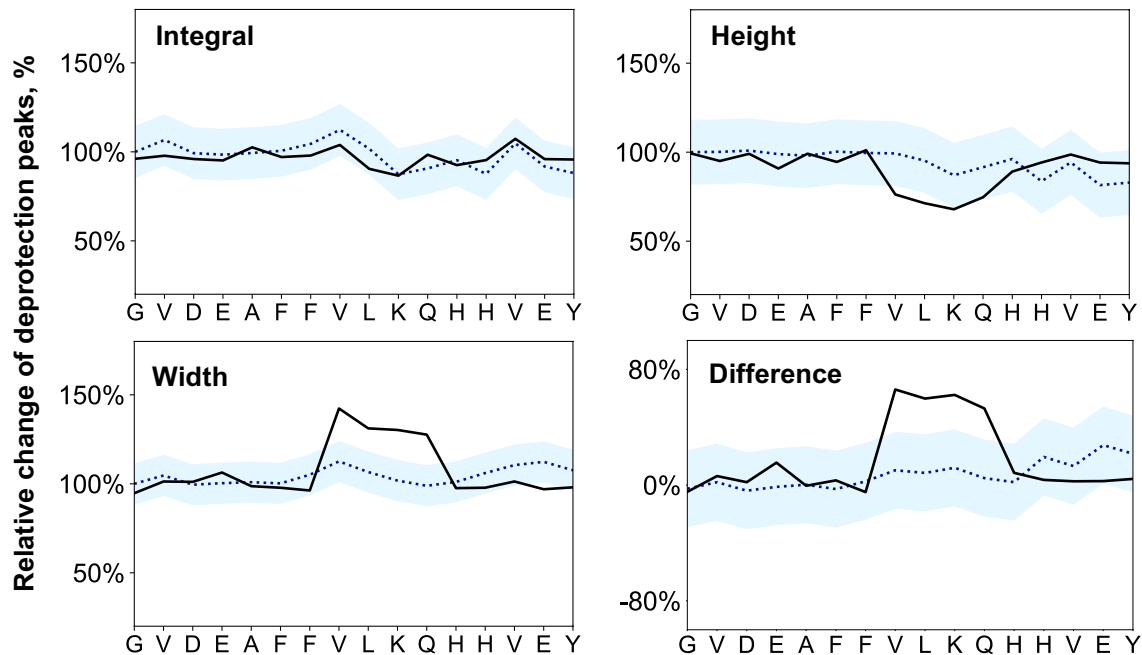 Relative change of deprotection peaks, %
Integral
150%
100%
50%
G V D E A F F V L K Q H H V E Y
Height
150%
100%
50%
G V D E A F F V L K Q H H V E Y
Width
150%
100%
50%
G V D E A F F V L K Q H H V E Y
Difference
80%
0%
-80%
G V D E A F F V L K Q H H V E Y